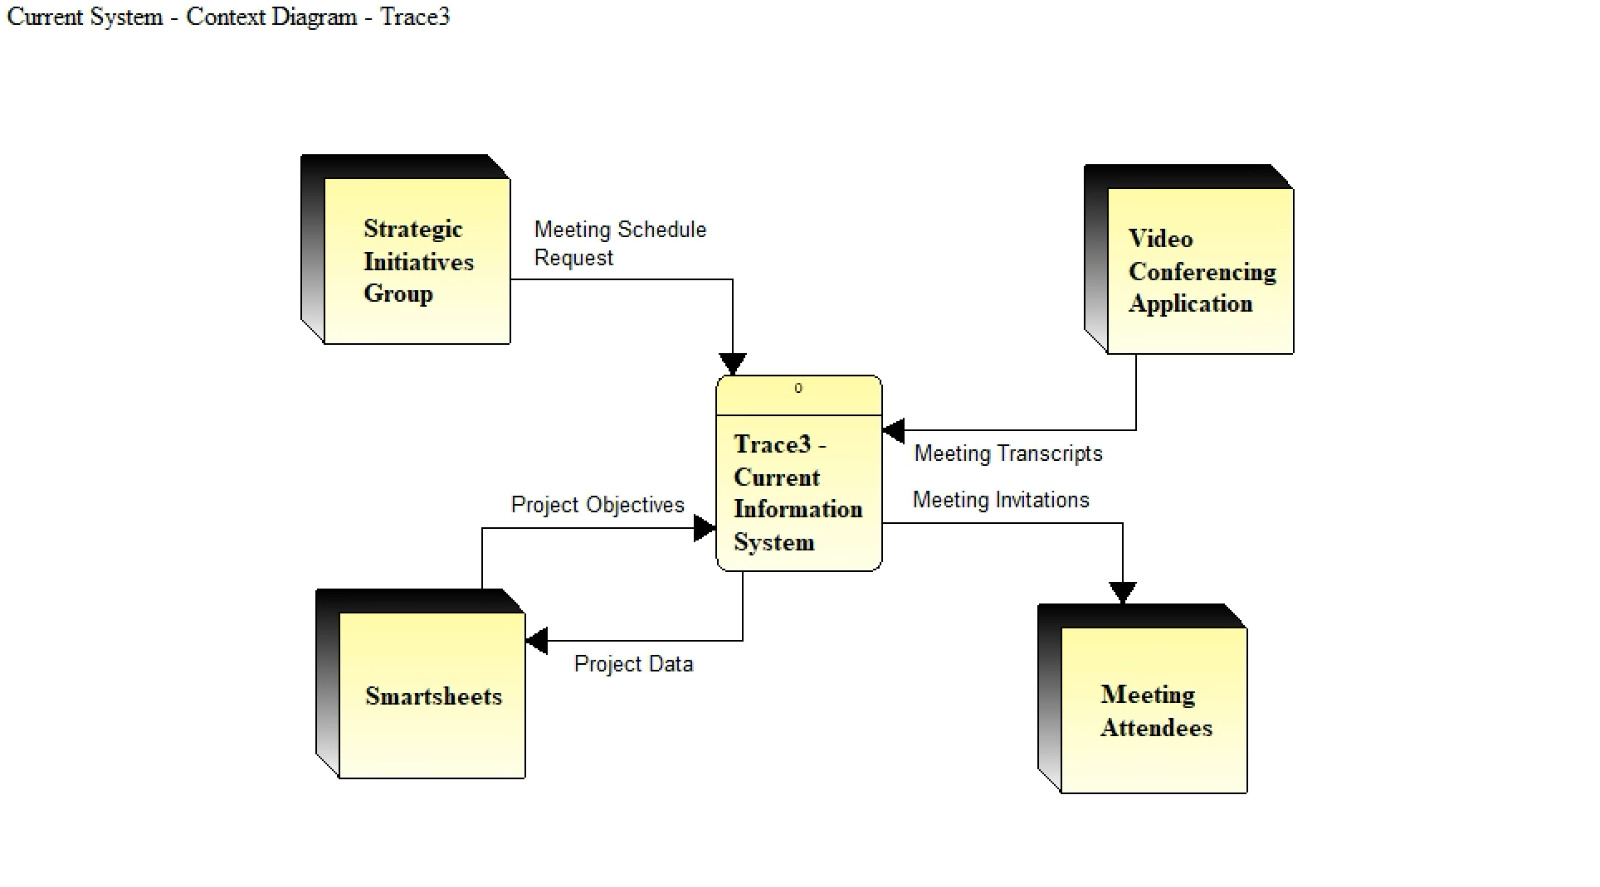 Current System - Context Diagram - Trace3
Strategic
Initiatives
Group
Meeting Schedule
Request
Video
Conferencing
Application
0
Trace3 -
Current
Information
System
Meeting Transcripts
Meeting Invitations
Project Objectives
Project Data
Smartsheets
Meeting
Attendees